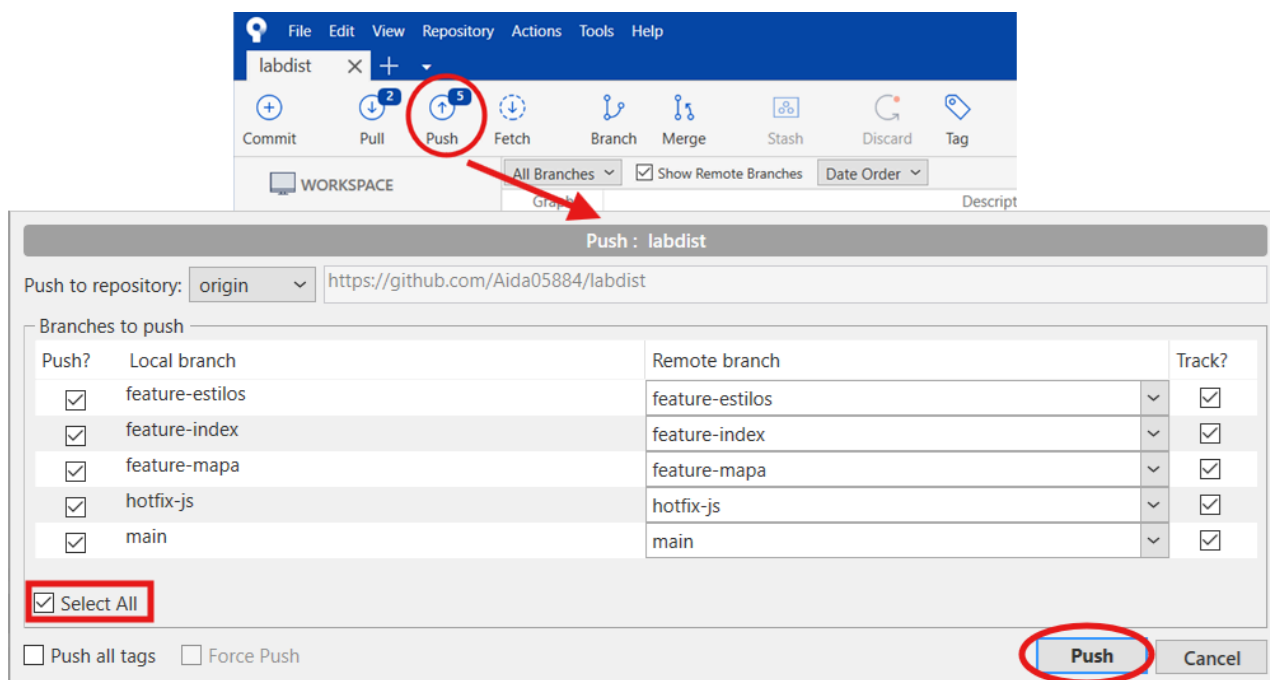 File Edit View Repository Actions Tools Help
labdist
2 5
Commit Pull Push Fetch Branch Merge Stash Discard Tag
WORKSPACE All Branches Show Remote Branches Date Order
Graph Descript
Push : labdist
Push to repository: origin https://github.com/Aida05884/labdist
Branches to push
Push? Local branch Remote branch Track?
feature-estilos feature-estilos
feature-index feature-index
feature-mapa feature-mapa
hotfix-js hotfix-js
main main
Select All
Push all tags Force Push Push Cancel